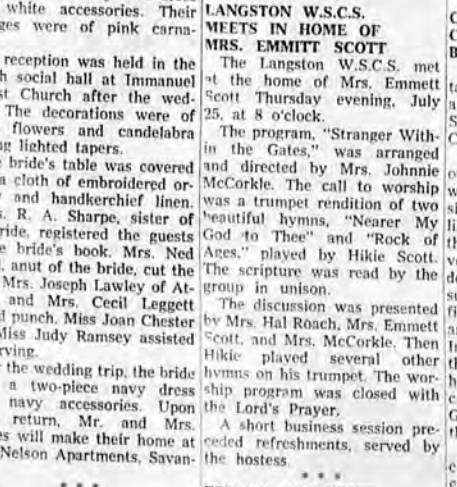 white accessories. Their
es were of pink carna-
reception was held in the
h social hall at Immanuel
st Church after the wed-
The decorations were of
flowers and candelabra
g lighted tapers.
bride's table was covered
a cloth of embroidered or-
and handkerchief linen.
s. R. A. Sharpe, sister of
ride, registered the guests
e bride's book. Mrs. Ned
anut of the bride, cut the
Mrs. Joseph Lawley of At-
and Mrs. Cecil Leggett
d punch. Miss Joan Chester
Miss Judy Ramsey assisted
rving.
the wedding trip, the bride
a two-piece navy dress
navy accessories. Upon
return, Mr. and Mrs.
es will make their home at
Nelson Apartments, Savan-
* * *
LANGSTON W.S.C.S.
MEETS IN HOME OF
MRS. EMMITT SCOTT
The Langston W.S.C.S. met
at the home of Mrs. Emmett
Scott Thursday evening, July
25, at 8 o'clock.
The program, "Stranger With-
in the Gates," was arranged
and directed by Mrs. Johnnie
McCorkle. The call to worship
was a trumpet rendition of two
beautiful hymns, "Nearer My
God to Thee" and "Rock of
Ages," played by Hikie Scott.
The scripture was read by the
group in unison.
The discussion was presented
by Mrs. Hal Roach, Mrs. Emmett
Scott, and Mrs. McCorkle. Then
Hikie played several other
hymns on his trumpet. The wor-
ship program was closed with
the Lord's Prayer.
A short business session pre-
ceded refreshments, served by
the hostess
* * *